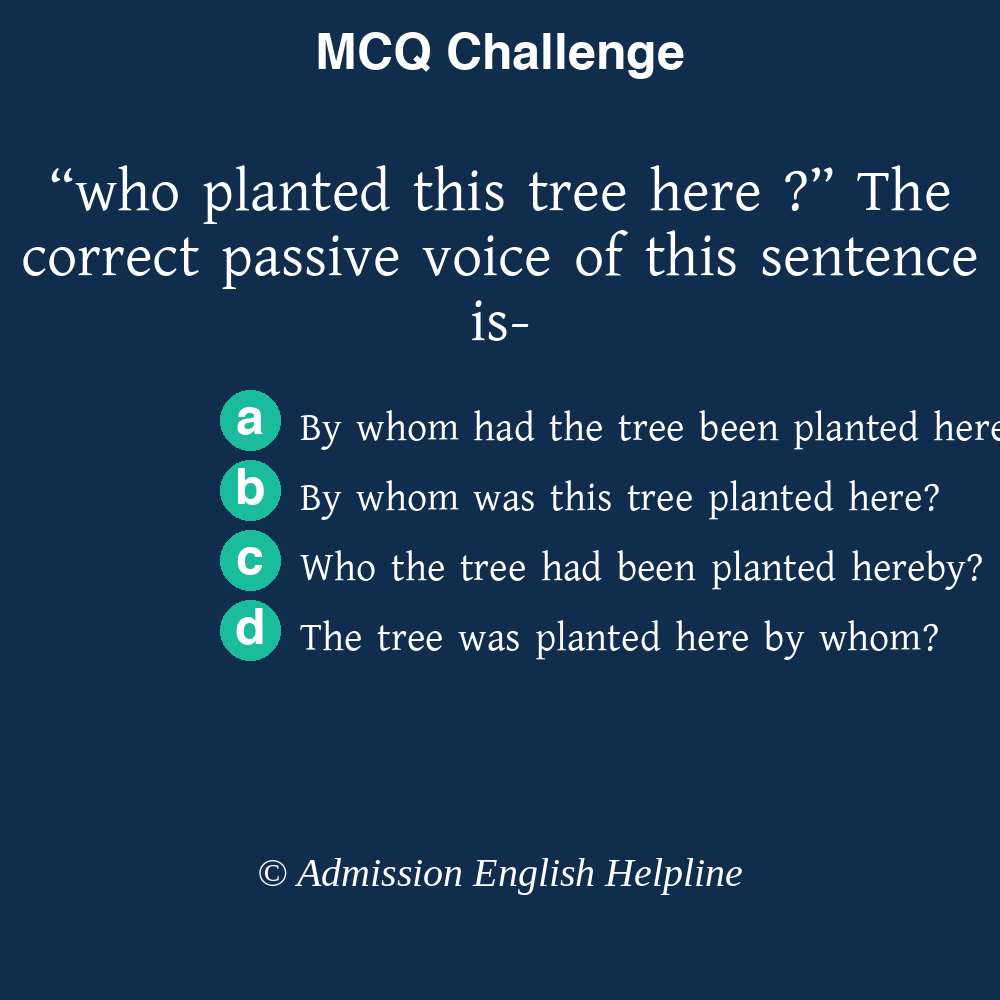 MCQ Challenge
“who planted this tree here ?” The
correct passive voice of this sentence
is-
a By whom had the tree been planted here
b By whom was this tree planted here?
c Who the tree had been planted hereby?
d The tree was planted here by whom?
© Admission English Helpline